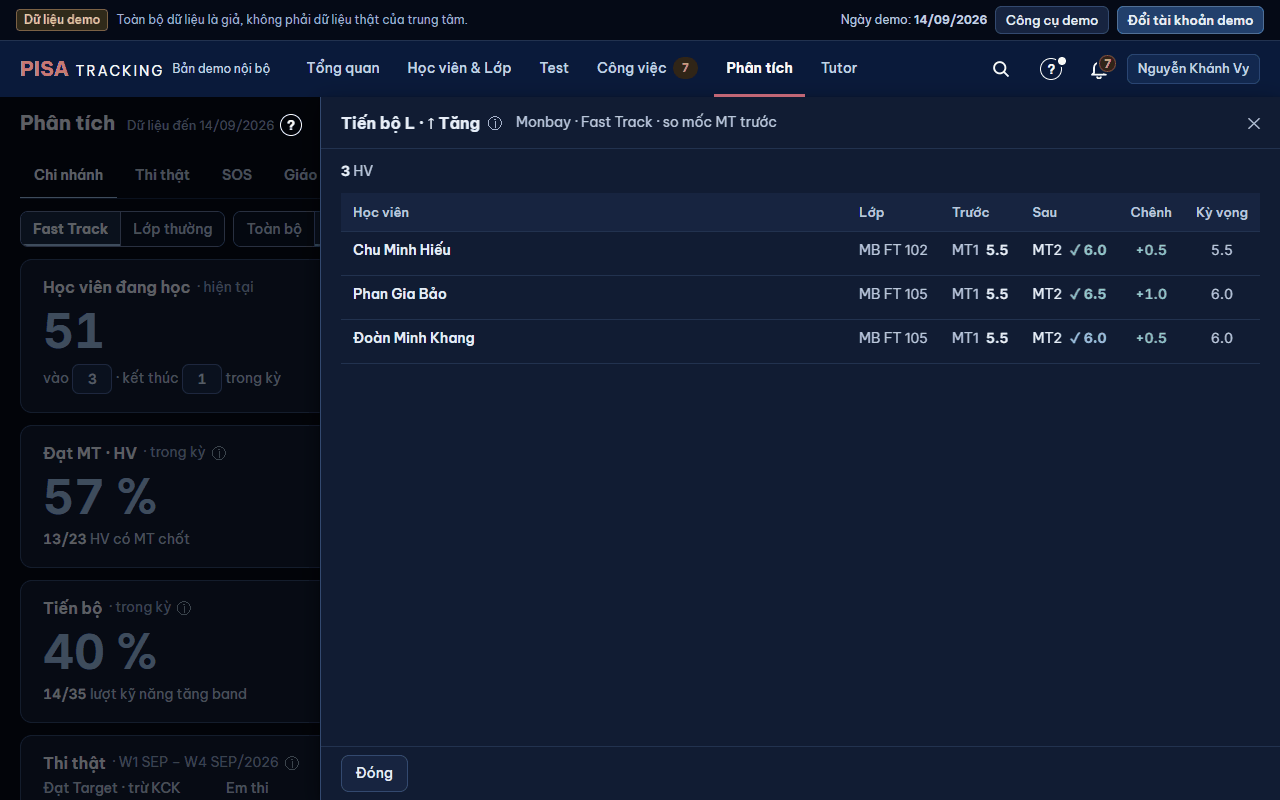 Dữ liệu demo Toàn bộ dữ liệu là giả, không phải dữ liệu thật của trung tâm. Ngày demo: 14/09/2026 Công cụ demo Đổi tài khoản demo
PISA TRACKING Bản demo nội bộ Tổng quan Học viên & Lớp Test Công việc 7 Phân tích Tutor ? 7 Nguyễn Khánh Vy
Phân tích Dữ liệu đến 14/09/2026 ?
Chi nhánh Thi thật SOS Giáo
Fast Track Lớp thường Toàn bộ
Học viên đang học · hiện tại
51
vào 3 · kết thúc 1 trong kỳ
Đạt MT · HV · trong kỳ ⓘ
57 %
13/23 HV có MT chốt
Tiến bộ · trong kỳ ⓘ
40 %
14/35 lượt kỹ năng tăng band
Thi thật · W1 SEP – W4 SEP/2026 ⓘ
Đạt Target · trừ KCK Em thi
Tiến bộ L · ↑ Tăng ⓘ Monbay · Fast Track · so mốc MT trước
3 HV
Học viên Lớp Trước Sau Chênh Kỳ vọng
Chu Minh Hiếu MB FT 102 MT1 5.5 MT2 ✓ 6.0 +0.5 5.5
Phan Gia Bảo MB FT 105 MT1 5.5 MT2 ✓ 6.5 +1.0 6.0
Đoàn Minh Khang MB FT 105 MT1 5.5 MT2 ✓ 6.0 +0.5 6.0
Đóng